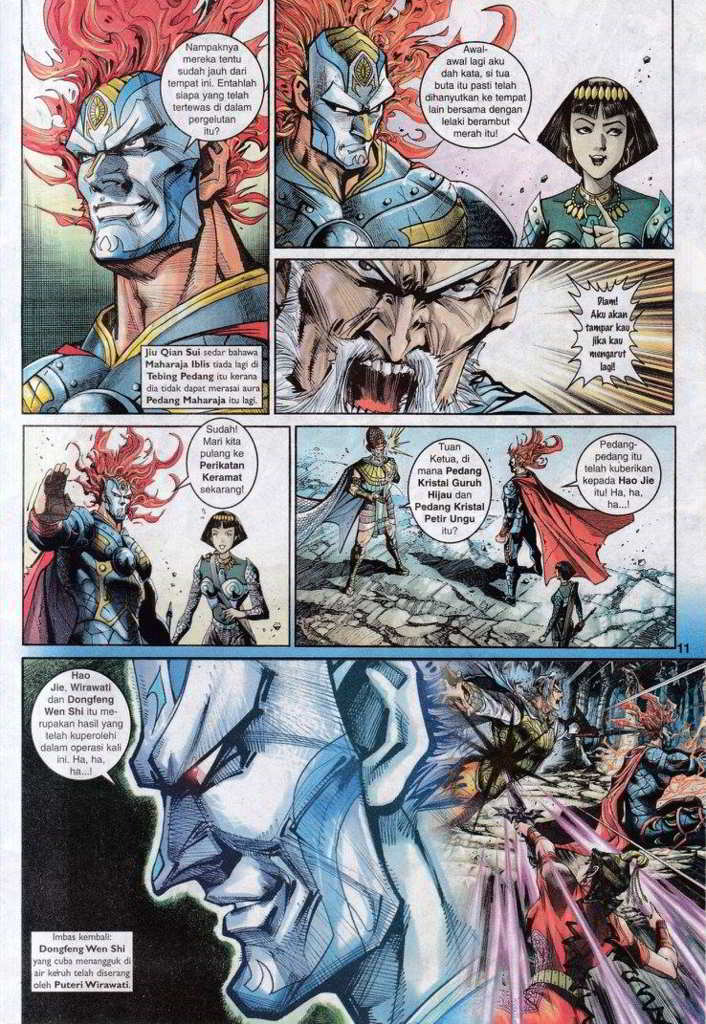 Nampaknya
mereka tentu
sudah jauh dari
tempat ini. Entahlah
siapa yang telah
tertewas di dalam
pergelutan
itu?
Jiu Qian Sui sedar bahawa
Maharaja Iblis tiada lagi di
Tebing Pedang itu kerana
dia tidak dapat merasai aura
Pedang Maharaja itu lagi.
Awal-
awal lagi aku
dah kata, si tua
buta itu pasti telah
dihanyutkan ke tempat
lain bersama dengan
lelaki berambut
merah itu!
Diam!
Aku akan
tampar kau
jika kau
mengarut
lagi!
Sudah!
Mari kita
pulang ke
Perikatan
Keramat
sekarang!
Tuan
Ketua, di
mana Pedang
Kristal Guruh
Hijau dan
Pedang Kristal
Petir Ungu
itu?
Pedang-
pedang itu
telah kuberikan
kepada Hao Jie
itu! Ha, ha,
ha...!
11
Hao
Jie, Wirawati
dan Dongfeng
Wen Shi itu me-
rupakan hasil yang
telah kuperolehi
dalam operasi kali
ini. Ha, ha,
ha...!
Imbas kembali:
Dongfeng Wen Shi
yang cuba menangguk di
air keruh telah diserang
oleh Puteri Wirawati.